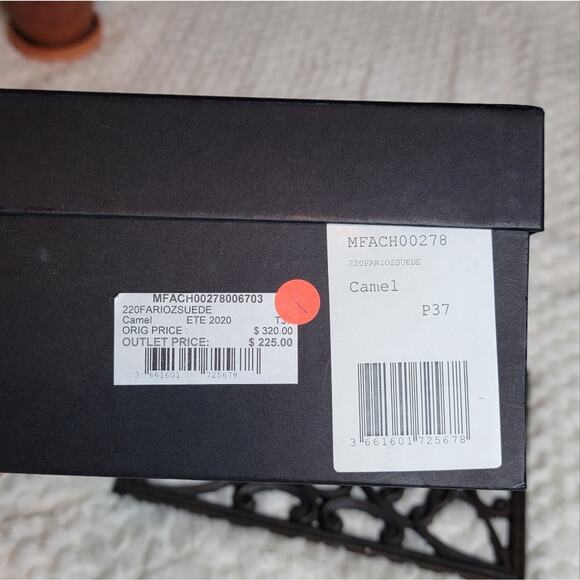 MFACH00278006703
220FARIOZSUEDE
Camel ETE 2020
ORIG PRICE : $ 320.00
OUTLET PRICE: $ 225.00
3 661601 725678
MFACH00278
220FARIOZSUEDE
Camel
P37
3 661601 725678